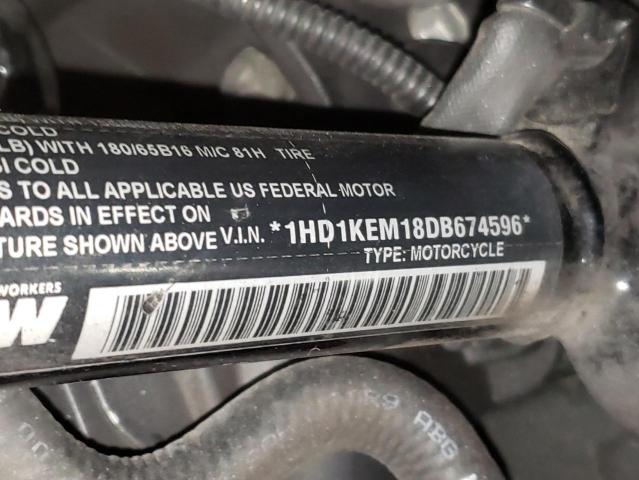 COLD
LB) WITH 180/65B16 M/C 81H TIRE
SI COLD
S TO ALL APPLICABLE US FEDERAL MOTOR
ARDS IN EFFECT ON
TURE SHOWN ABOVE V.I.N. *1HD1KEM18DB674596*
TYPE: MOTORCYCLE
WORKERS
W
ABG